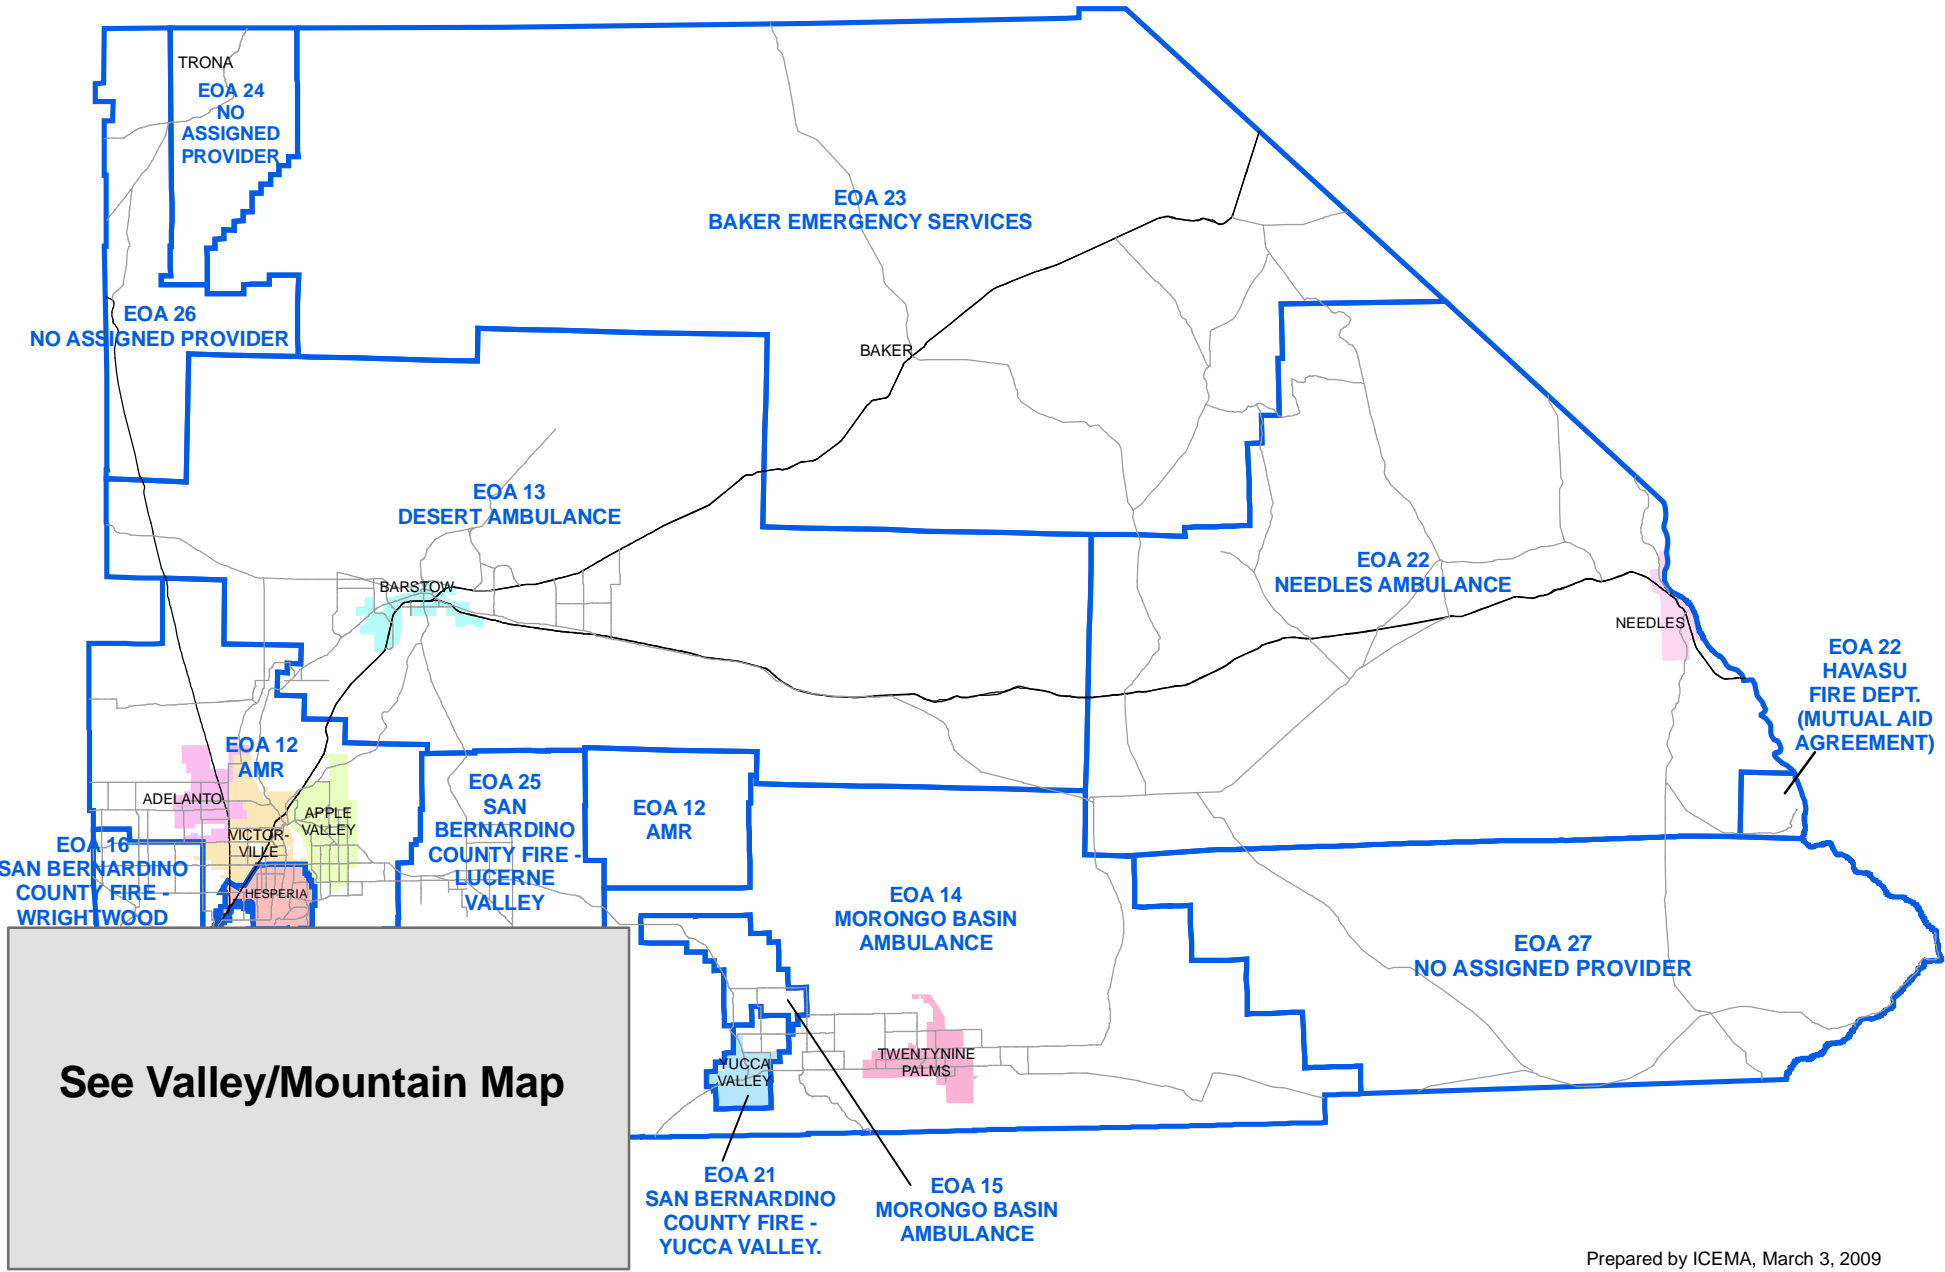 TRONA
EOA 24
NO
ASSIGNED
PROVIDER
EOA 23
BAKER EMERGENCY SERVICES
EOA 26
NO ASSIGNED PROVIDER
BAKER
EOA 13
DESERT AMBULANCE
BARSTOW
EOA 22
NEEDLES AMBULANCE
NEEDLES
EOA 22
HAVASU
FIRE DEPT.
(MUTUAL AID
AGREEMENT)
EOA 12
AMR
ADELANTO
APPLE
VALLEY
VICTOR-
VILLE
HESPERIA
EOA 16
SAN BERNARDINO
COUNTY FIRE -
WRIGHTWOOD
EOA 25
SAN
BERNARDINO
COUNTY FIRE -
LUCERNE
VALLEY
EOA 12
AMR
EOA 14
MORONGO BASIN
AMBULANCE
EOA 27
NO ASSIGNED PROVIDER
See Valley/Mountain Map
YUCCA
VALLEY
TWENTYNINE
PALMS
EOA 21
SAN BERNARDINO
COUNTY FIRE -
YUCCA VALLEY.
EOA 15
MORONGO BASIN
AMBULANCE
Prepared by ICEMA, March 3, 2009